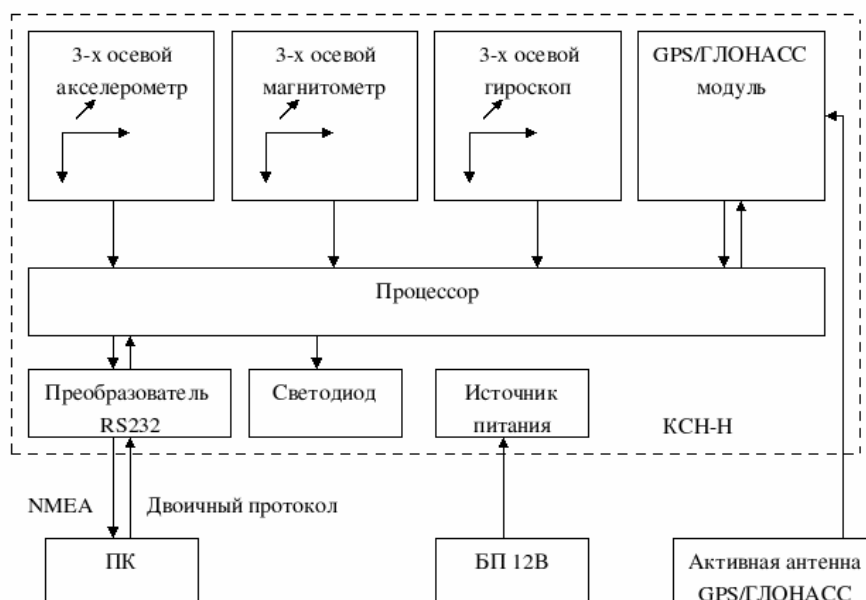 3-х осевой
акселерометр
3-х осевой
магнитометр
3-х осевой
гироскоп
GPS/ГЛОНАСС
модуль
Процессор
Преобразователь
RS232
Светодиод
Источник
питания
КСН-Н
NMEA
Двоичный протокол
ПК
БП 12В
Активная антенна
GPS/ГЛОНАСС